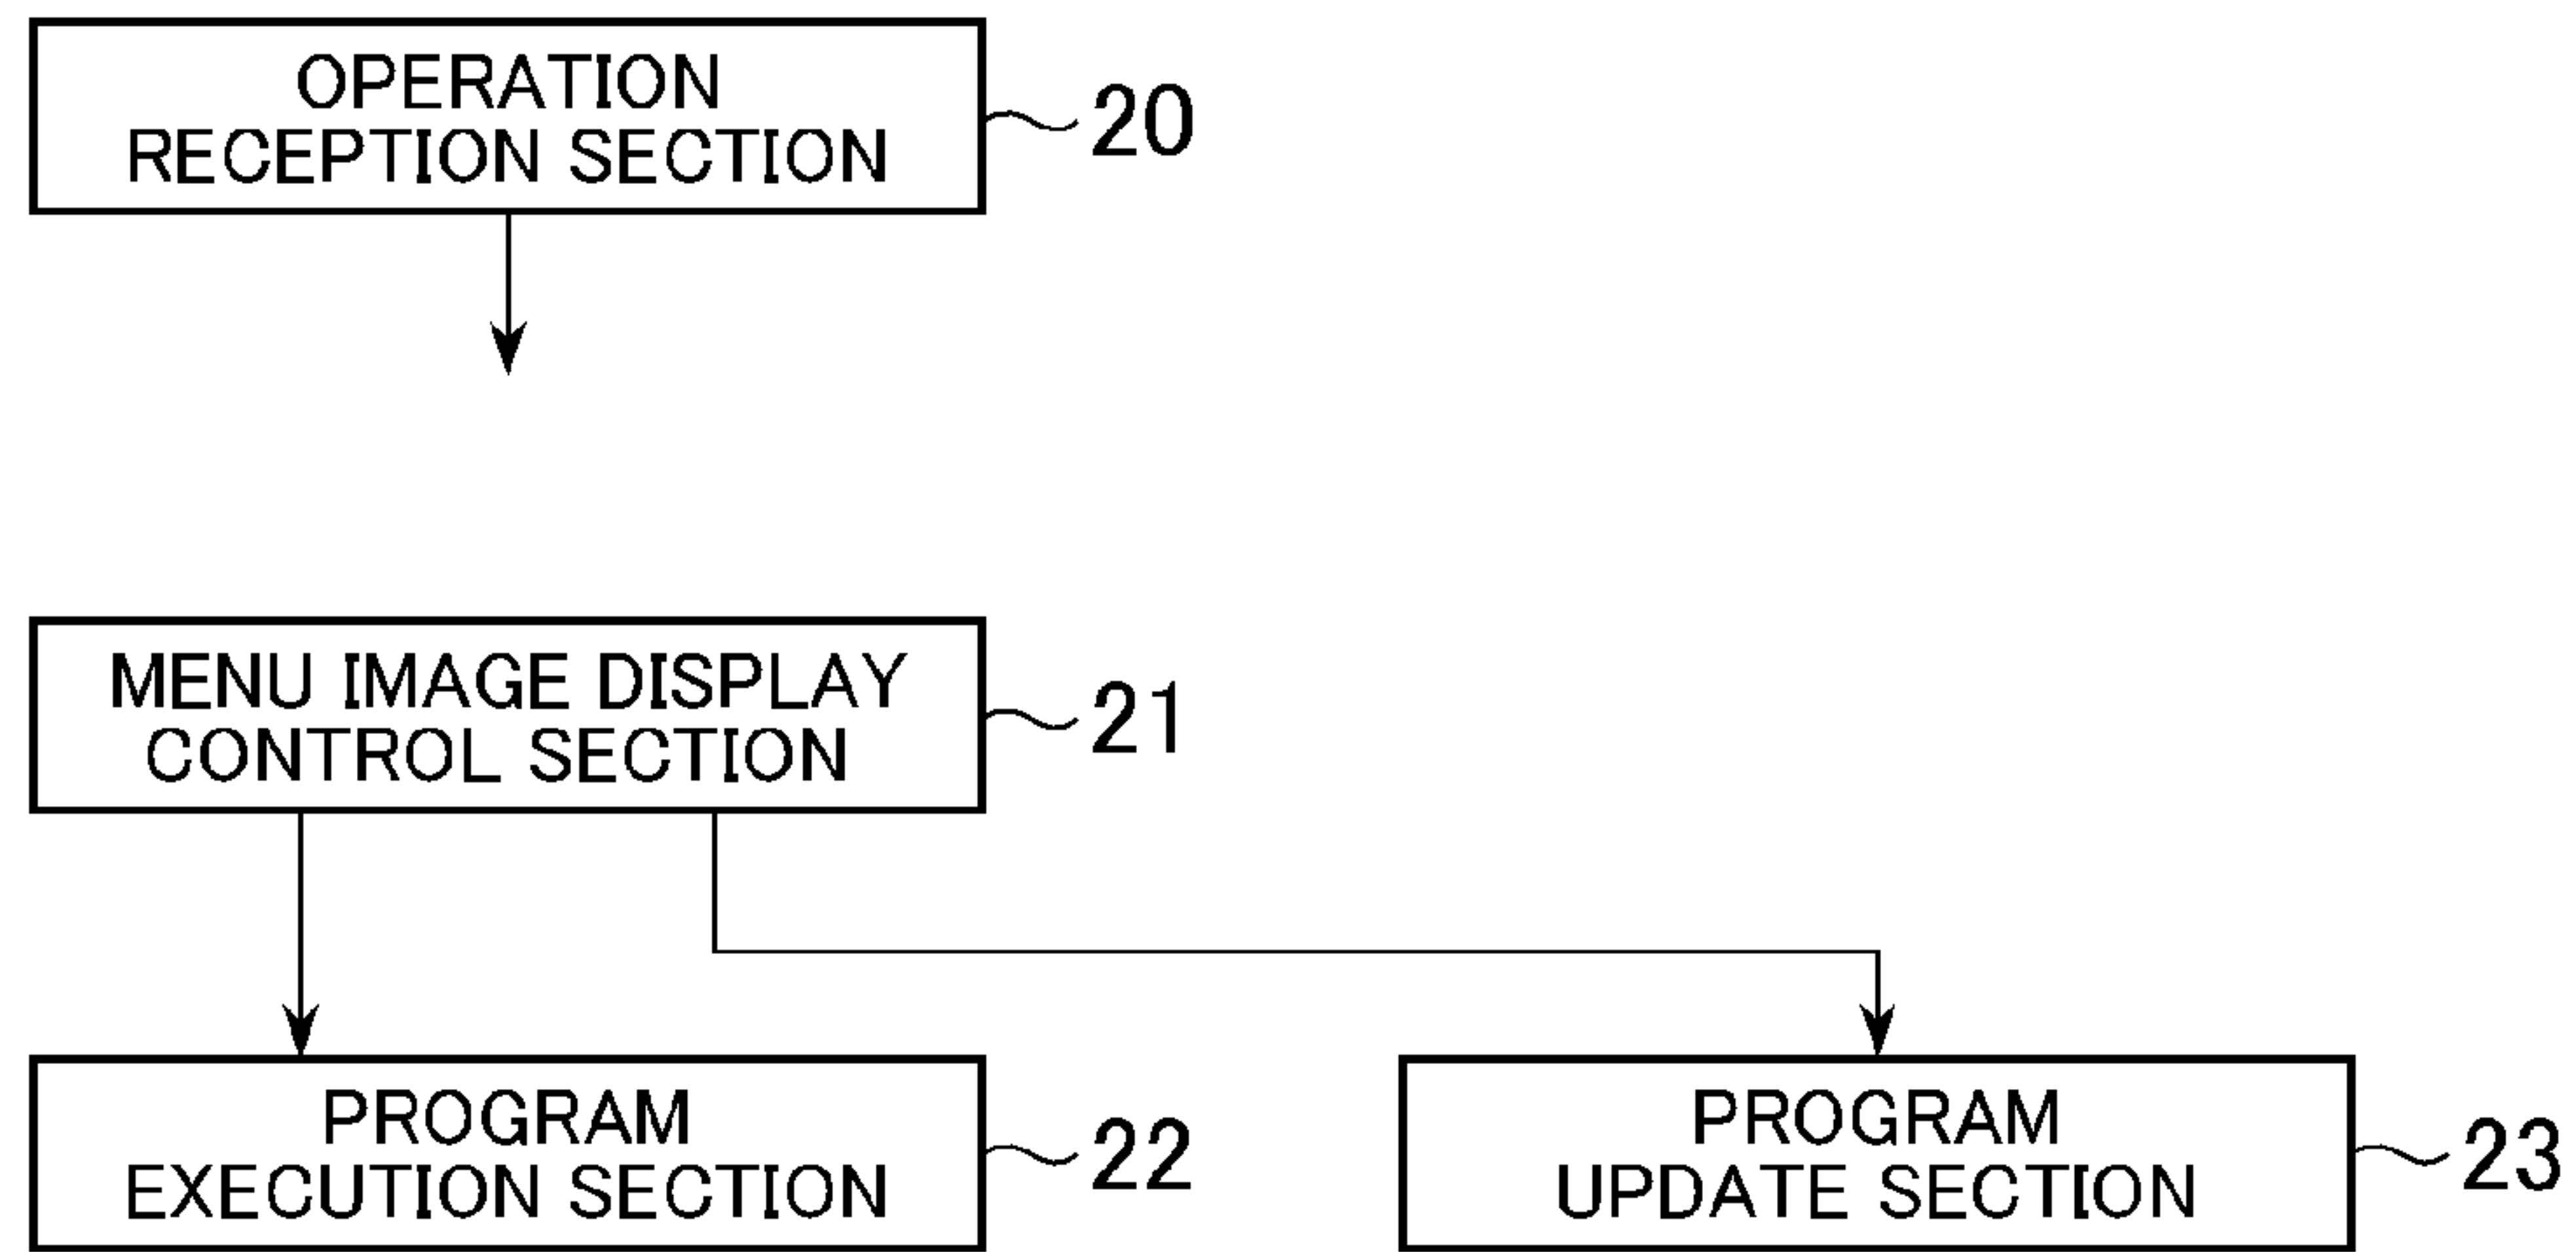 OPERATION
RECEPTION SECTION
20
MENU IMAGE DISPLAY
CONTROL SECTION
21
PROGRAM
EXECUTION SECTION
22
PROGRAM
UPDATE SECTION
23